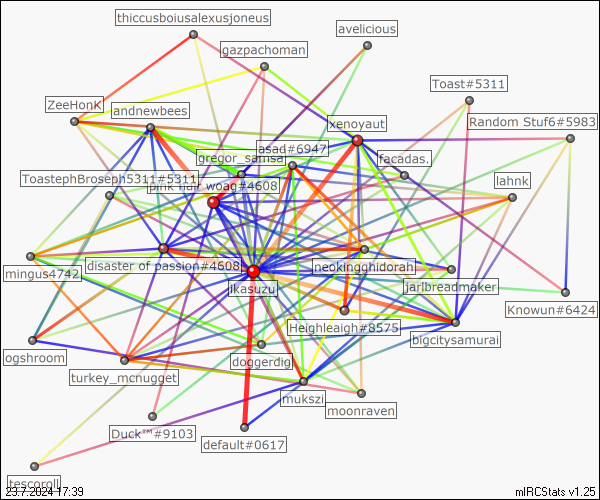 thiccusboiusalexusjoneus
avelicious
gazpachoman
Toast#5311
ZeeHonK
andrewbees
Random Stuf6#5983
xenoyaut
asad#6947
gregor_samsa
facadas.
ToastephBroseph5311#5311
pink hair woag#4608
lahnk
mingus4742
disaster of passion#4608
neokingghidorah
jarlbreadmaker
ikasuzu
Knowun#6424
Heighleaigh#8575
bigcitysamurai
ogshroom
doggerdig
turkey_mcnugget
mukszi
moonraven
Duck™#9103
default#0617
tescoroll
23.7.2024 17:39
mIRCStats v1.25